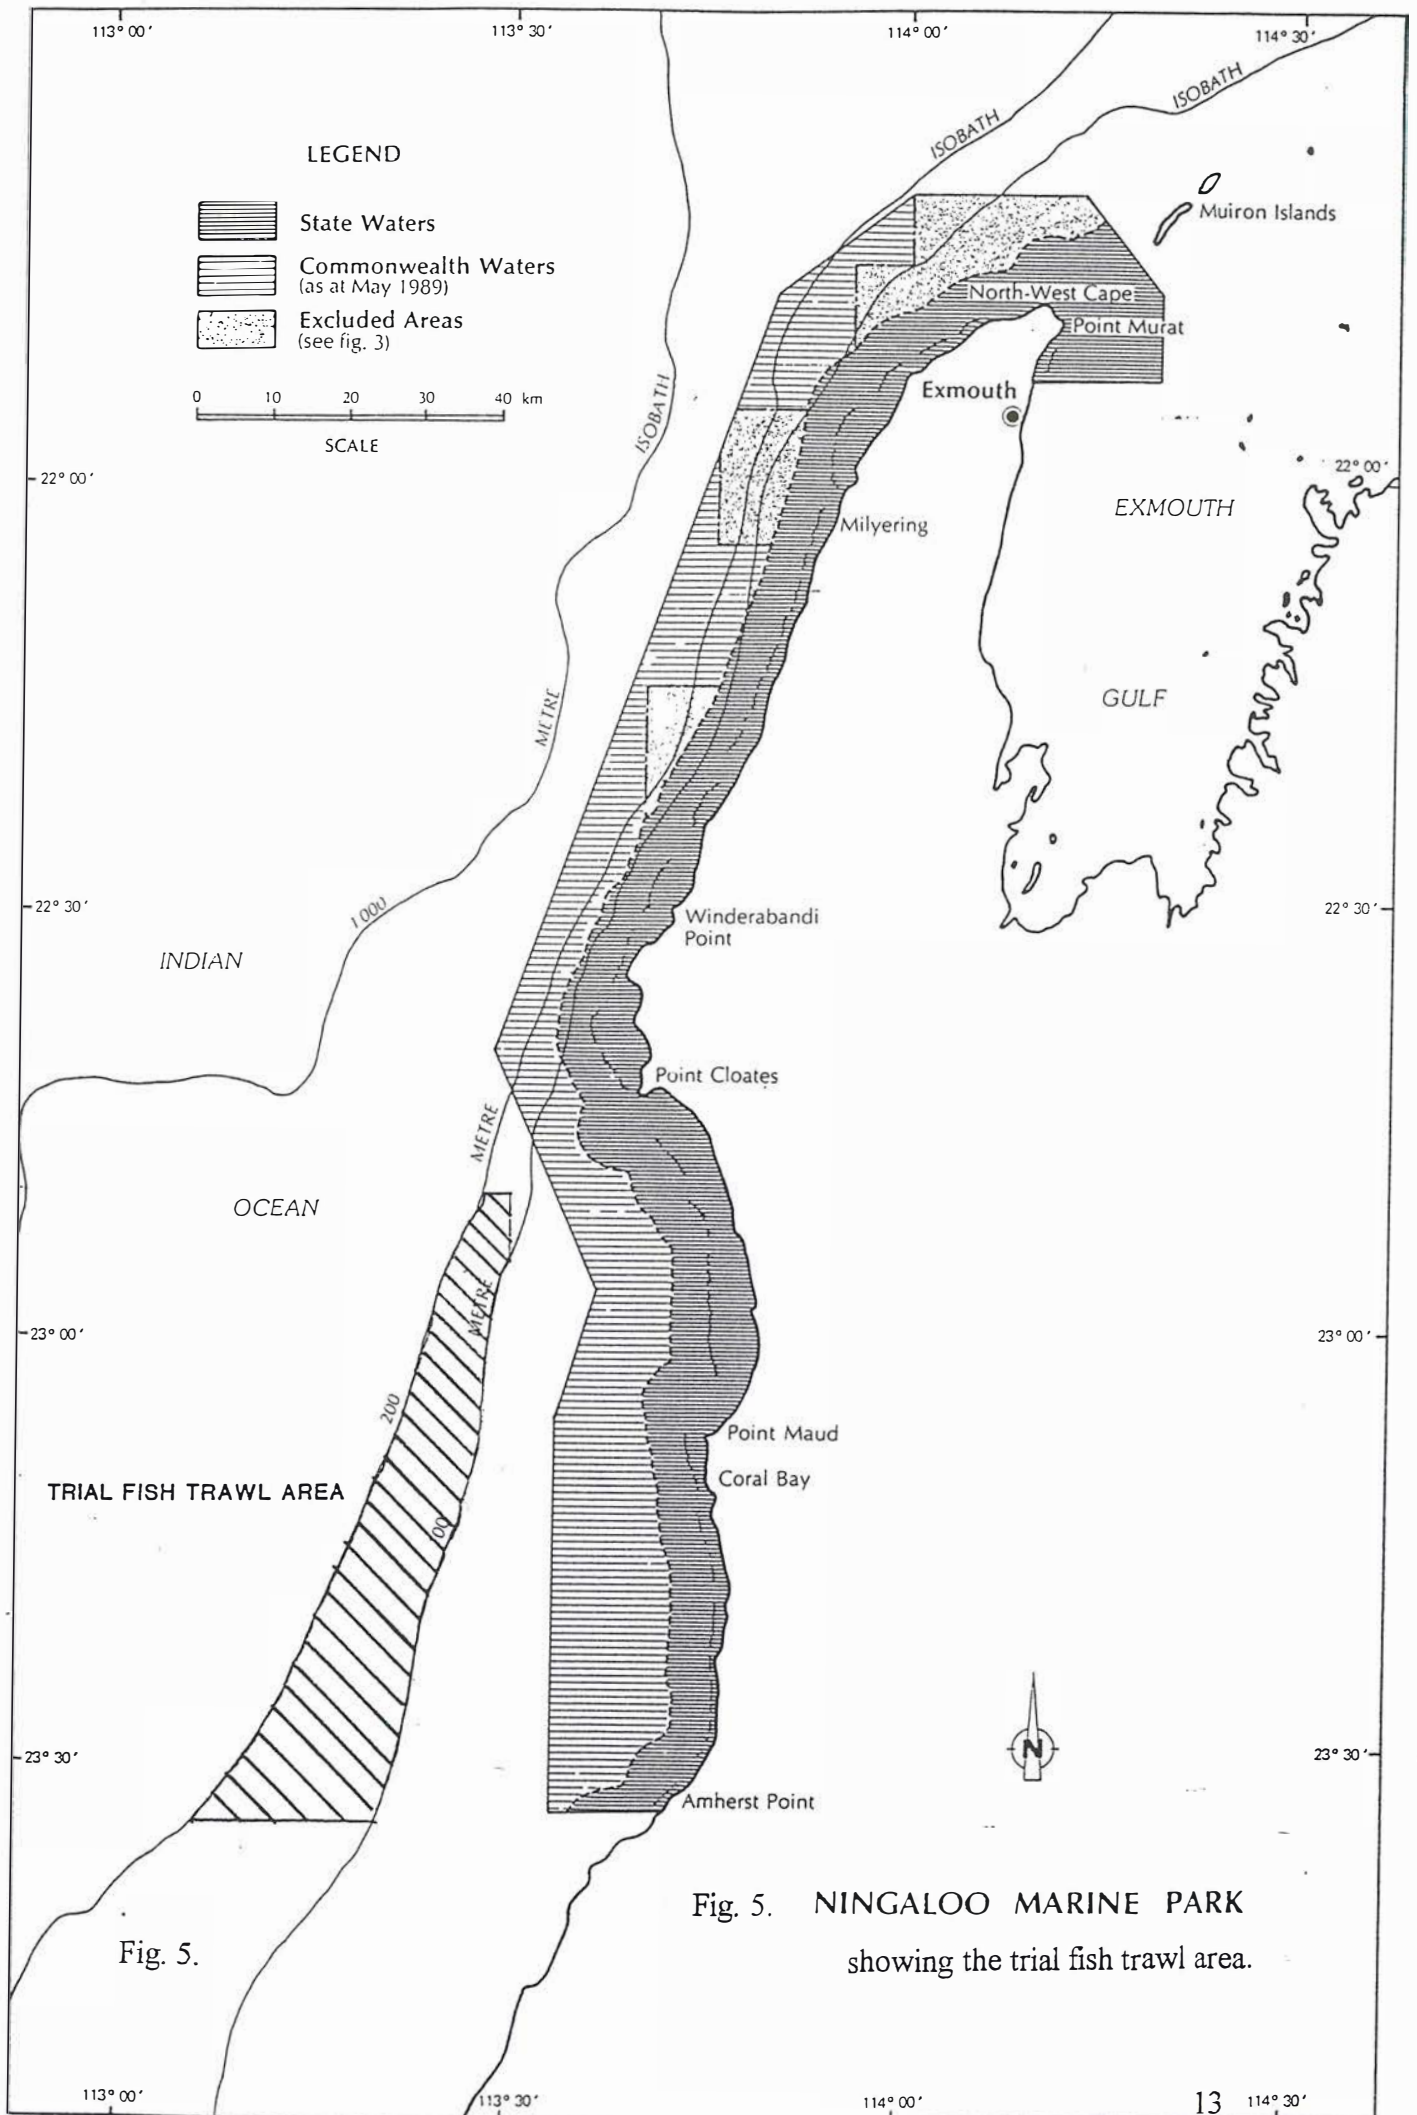 113° 00'
113° 30'
114° 00'
114° 30'
ISOBATH
ISOBATH
LEGEND
State Waters
Commonwealth Waters
(as at May 1989)
Excluded Areas
(see fig. 3)
0 10 20 30 40 km
SCALE
Muiron Islands
North-West Cape
Point Murat
Exmouth
ISOBATH
22° 00'
22° 00'
EXMOUTH
Milyering
GULF
METRE
1000
22° 30'
22° 30'
Winderabandi
Point
INDIAN
Point Cloates
METRE
OCEAN
METRE
23° 00'
23° 00'
200
Point Maud
Coral Bay
TRIAL FISH TRAWL AREA
00
N
23° 30'
23° 30'
Amherst Point
Fig. 5. NINGALOO MARINE PARK
showing the trial fish trawl area.
Fig. 5.
113° 00'
113° 30'
114° 00'
13
114° 30'